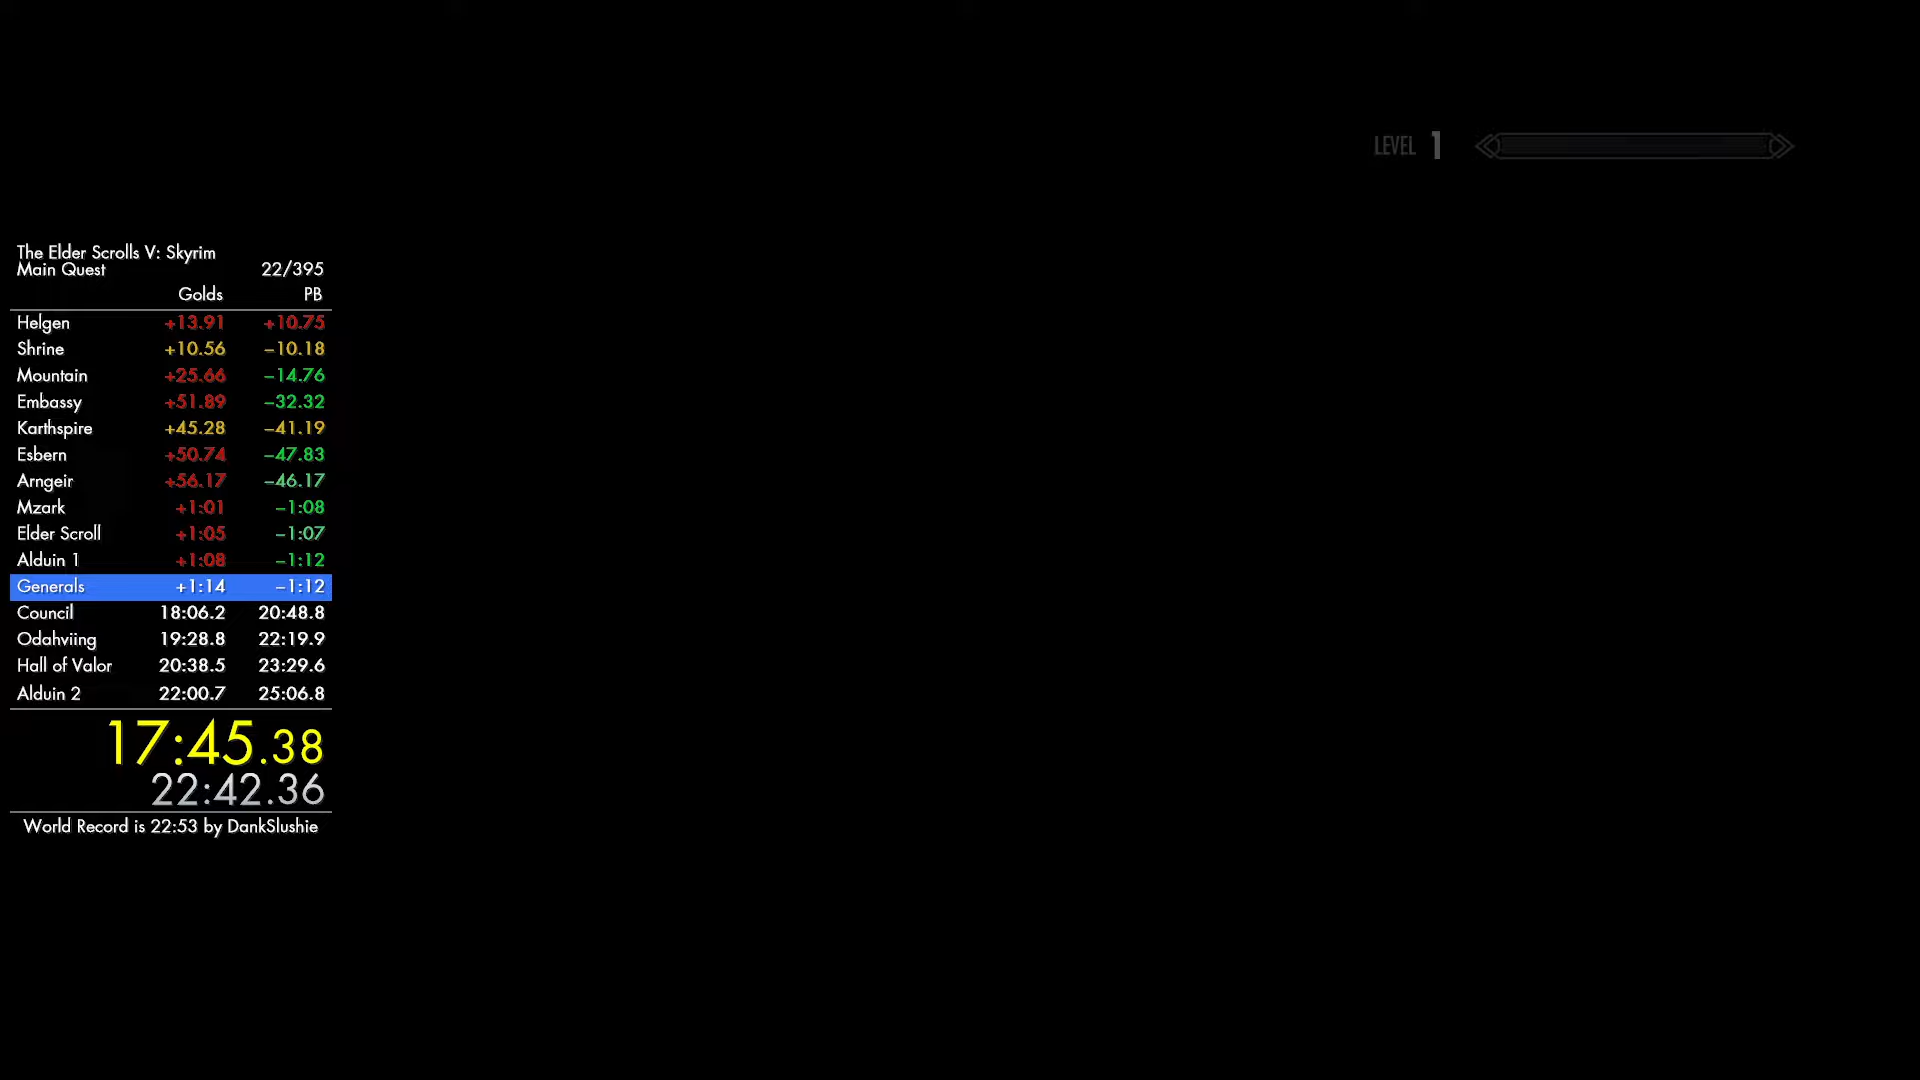 LEVEL 1
The Elder Scrolls V: Skyrim
Main Quest 22/395
Golds PB
Helgen +13.91 +10.75
Shrine +10.56 −10.18
Mountain +25.66 −14.76
Embassy +51.89 −32.32
Karthspire +45.28 −41.19
Esbern +50.74 −47.83
Arngeir +56.17 −46.17
Mzark +1:01 −1:08
Elder Scroll +1:05 −1:07
Alduin 1 +1:08 −1:12
Generals +1:14 −1:12
Council 18:06.2 20:48.8
Odahviing 19:28.8 22:19.9
Hall of Valor 20:38.5 23:29.6
Alduin 2 22:00.7 25:06.8
17:45.38
22:42.36
World Record is 22:53 by DankSlushie